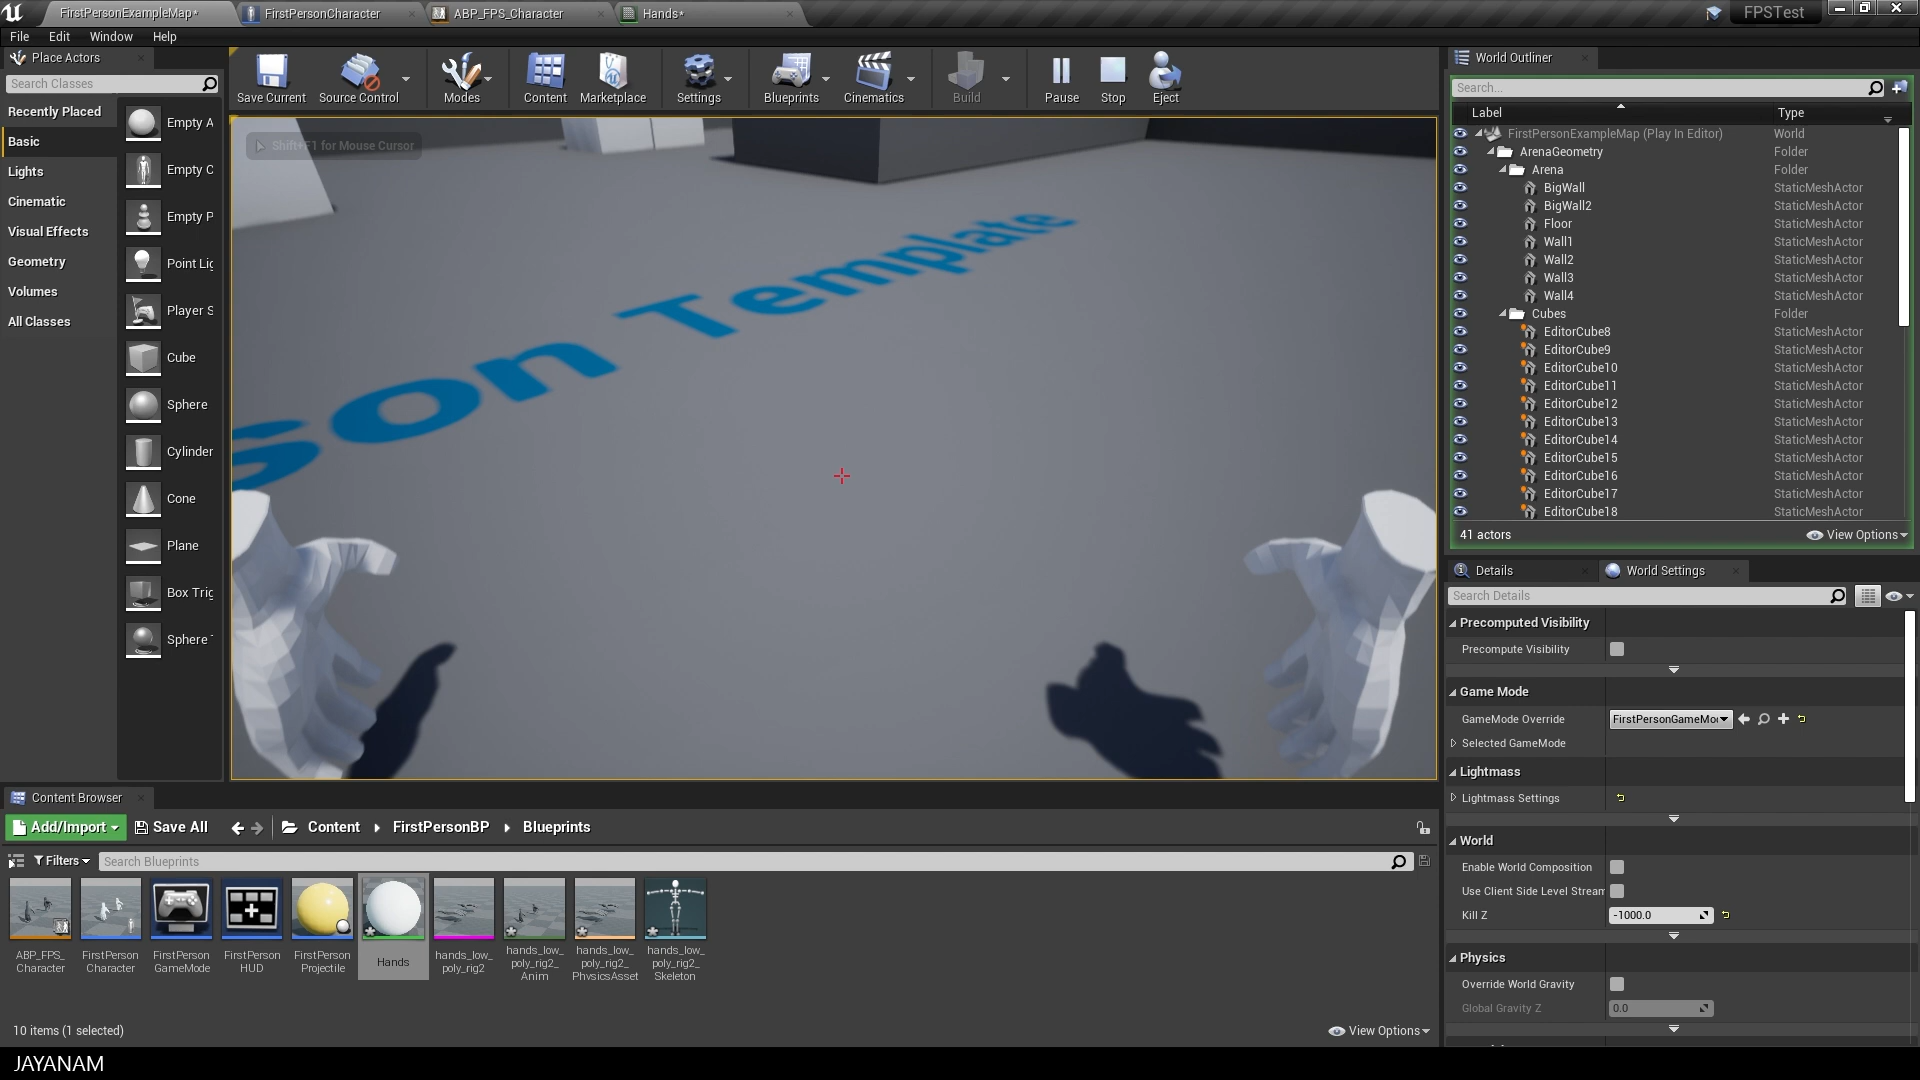 FirstPersonExampleMap*
FirstPersonCharacter
ABP_FPS_Character
Hands*
FPSTest
File Edit Window Help
Place Actors
Search Classes
Recently Placed
Basic
Lights
Cinematic
Visual Effects
Geometry
Volumes
All Classes
Empty A
Empty C
Empty P
Point Lig
Player S
Cube
Sphere
Cylinder
Cone
Plane
Box Trig
Sphere
Save Current
Source Control
Modes
Content
Marketplace
Settings
Blueprints
Cinematics
Build
Pause
Stop
Eject
Shift+F1 for Mouse Cursor
son Template
World Outliner
Search...
Label Type
FirstPersonExampleMap (Play In Editor) World
ArenaGeometry Folder
Arena Folder
BigWall StaticMeshActor
BigWall2 StaticMeshActor
Floor StaticMeshActor
Wall1 StaticMeshActor
Wall2 StaticMeshActor
Wall3 StaticMeshActor
Wall4 StaticMeshActor
Cubes Folder
EditorCube8 StaticMeshActor
EditorCube9 StaticMeshActor
EditorCube10 StaticMeshActor
EditorCube11 StaticMeshActor
EditorCube12 StaticMeshActor
EditorCube13 StaticMeshActor
EditorCube14 StaticMeshActor
EditorCube15 StaticMeshActor
EditorCube16 StaticMeshActor
EditorCube17 StaticMeshActor
EditorCube18 StaticMeshActor
41 actors
View Options
Details
World Settings
Search Details
Precomputed Visibility
Precompute Visibility
Game Mode
GameMode Override FirstPersonGameMo
Selected GameMode
Lightmass
Lightmass Settings
World
Enable World Composition
Use Client Side Level Stream
Kill Z -1000.0
Physics
Override World Gravity
Global Gravity Z 0.0
Content Browser
Add/Import
Save All
Content
FirstPersonBP
Blueprints
Filters
Search Blueprints
ABP_FPS_
Character
FirstPerson
Character
FirstPerson
GameMode
FirstPerson
HUD
FirstPerson
Projectile
Hands
hands_low_
poly_rig2
hands_low_
poly_rig2_
Anim
hands_low_
poly_rig2_
PhysicsAsset
hands_low_
poly_rig2_
Skeleton
10 items (1 selected)
View Options
JAYANAM